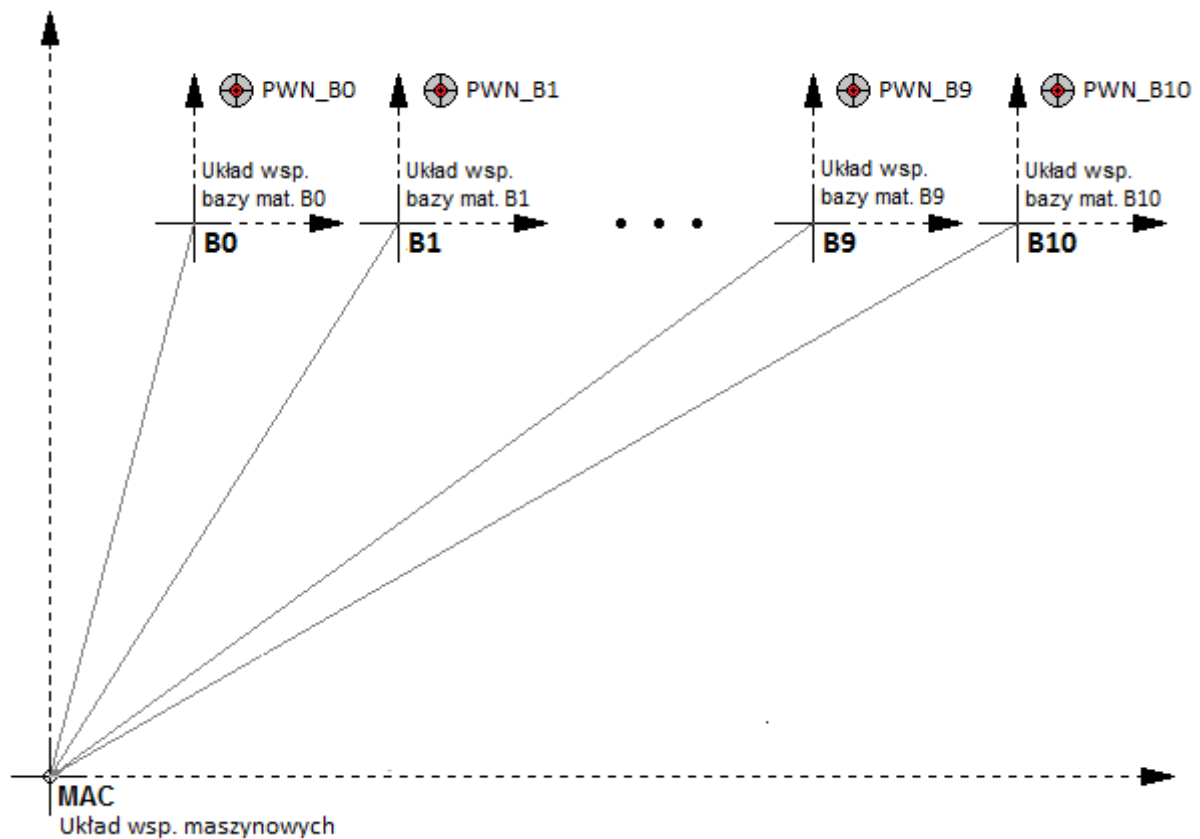 PWN_B0
PWN_B1
PWN_B9
PWN_B10
Układ wsp.
bazy mat. B0
Układ wsp.
bazy mat. B1
Układ wsp.
bazy mat. B9
Układ wsp.
bazy mat. B10
B0
B1
B9
B10
MAC
Układ wsp. maszynowych